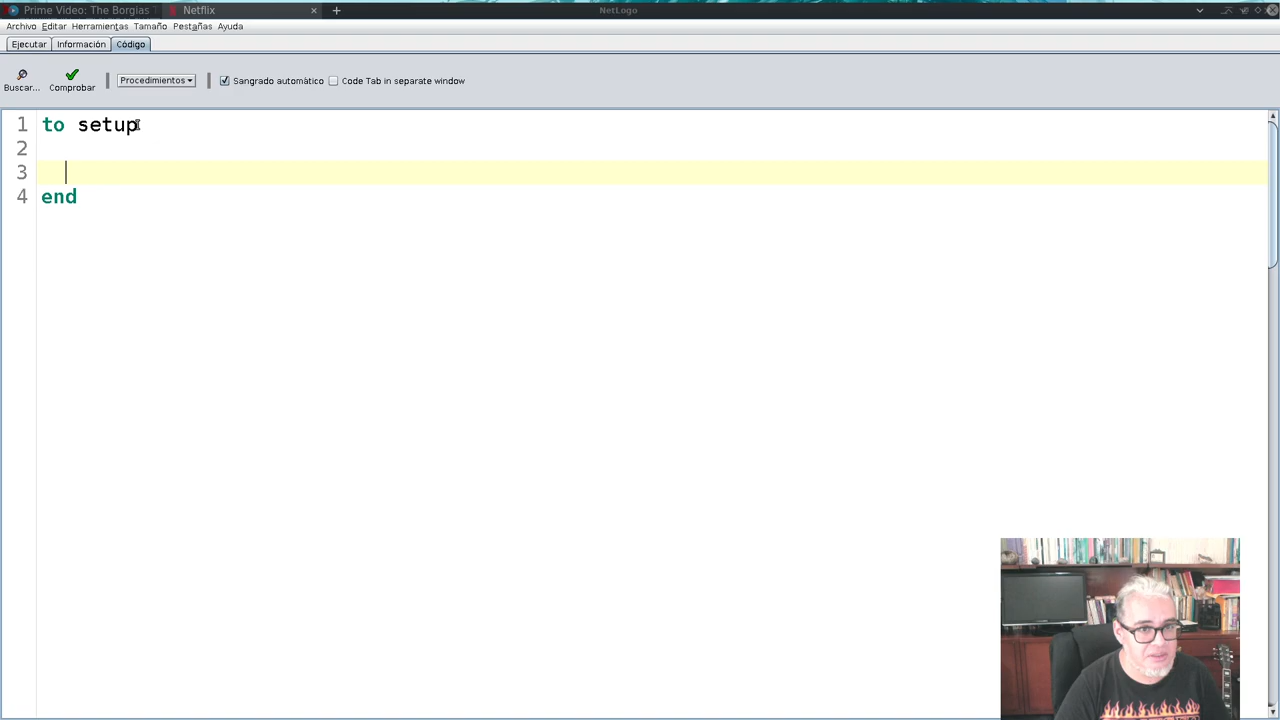 Prime Video: The Borgias
Netflix
NetLogo
Archivo Editar Herramientas Tamaño Pestañas Ayuda
Ejecutar Información Código
Buscar... Comprobar Procedimientos Sangrado automático Code Tab in separate window
1 to setup
2
3
4 end